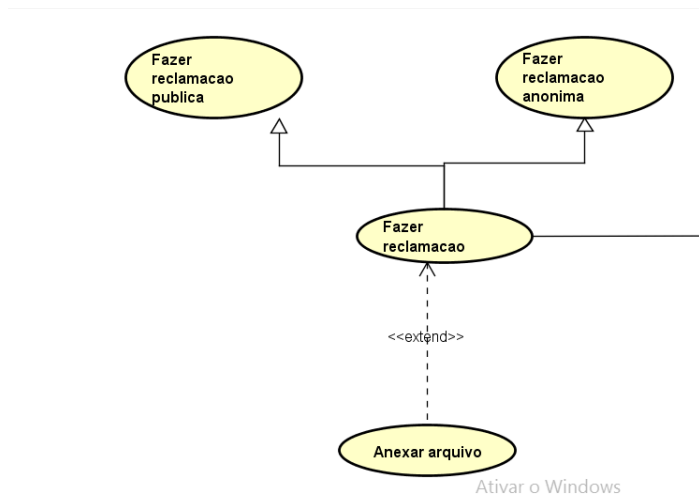 Fazer
reclamacao
publica
Fazer
reclamacao
anonima
Fazer
reclamacao
<<extend>>
Anexar arquivo
Ativar o Windows